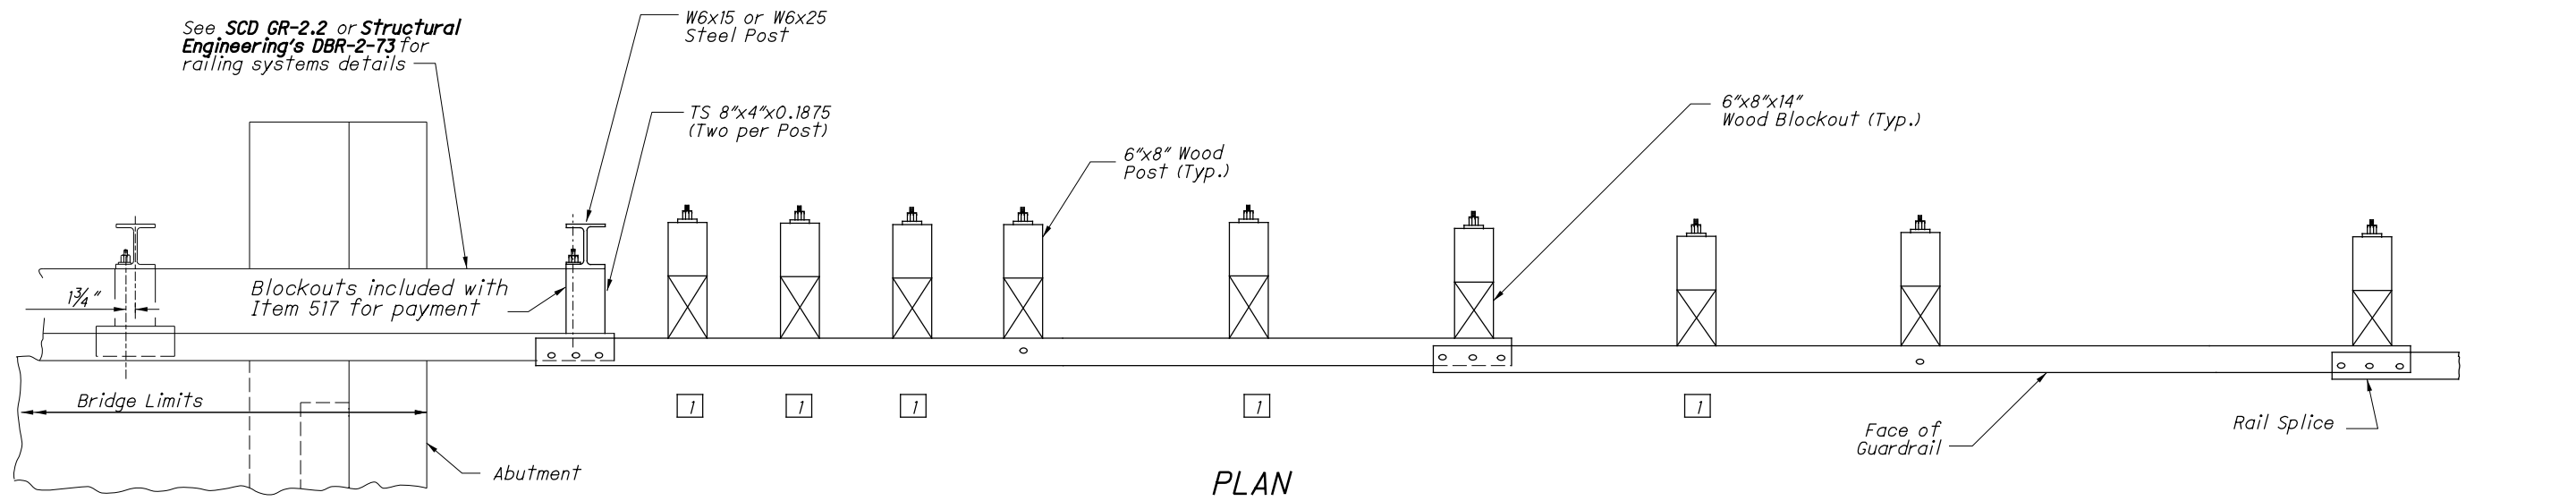 See SCD GR-2.2 or Structural
Engineering's DBR-2-73 for
railing systems details
W6x15 or W6x25
Steel Post
TS 8"x4"x0.1875
(Two per Post)
6"x8" Wood
Post (Typ.)
6"x8"x14"
Wood Blockout (Typ.)
1¾"
Blockouts included with
Item 517 for payment
Bridge Limits
1
1
1
1
1
Face of
Guardrail
Rail Splice
Abutment
PLAN